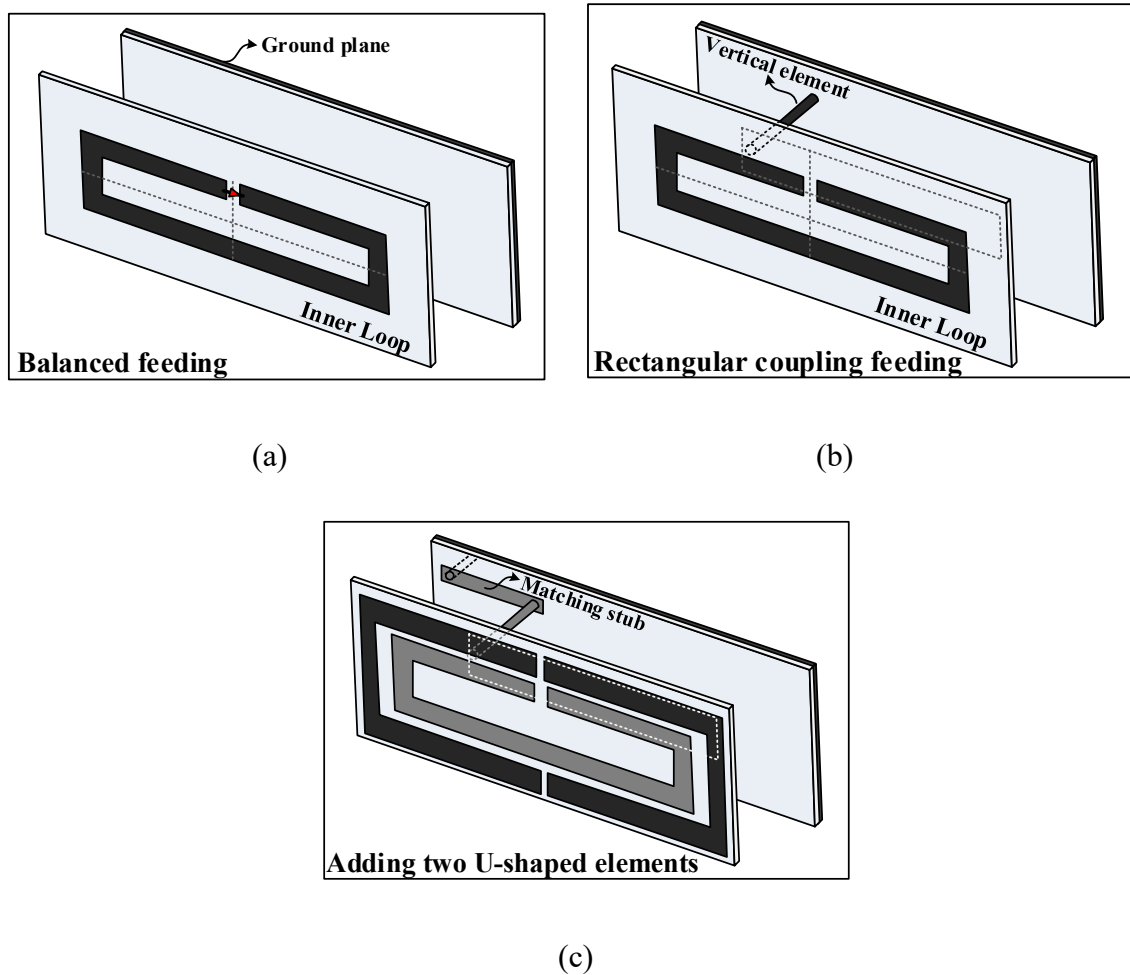 Ground plane
Inner Loop
Balanced feeding
(a)
Vertical element
Inner Loop
Rectangular coupling feeding
(b)
Matching stub
Adding two U-shaped elements
(c)